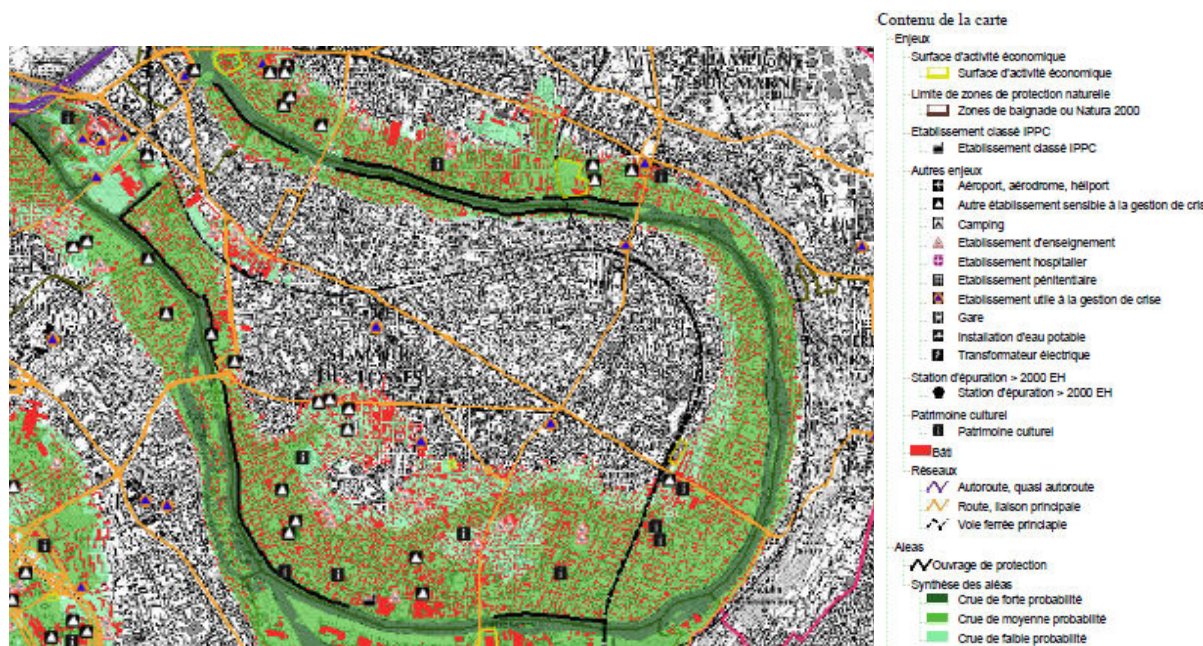 Contenu de la carte
Enjeux
Surface d'activité économique
Surface d'activité économique
Limite de zones de protection naturelle
Zones de baignade ou Natura 2000
Etablissement classé IPPC
Etablissement classé IPPC
Autres enjeux
Aéroport, aérodrome, héliport
Autre établissement sensible à la gestion de cris
Camping
Etablissement d'enseignement
Etablissement hospitalier
Etablissement pénitentiaire
Etablissement utile à la gestion de crise
Gare
Installation d'eau potable
Transformateur électrique
Station d'épuration > 2000 EH
Station d'épuration > 2000 EH
Patrimoine culturel
Patrimoine culturel
Bâti
Réseaux
Autoroute, quasi autoroute
Route, liaison principale
Voie ferrée princiaple
Aleas
Ouvrage de protection
Synthèse des aléas
Crue de forte probabilité
Crue de moyenne probabilité
Crue de faible probabilité